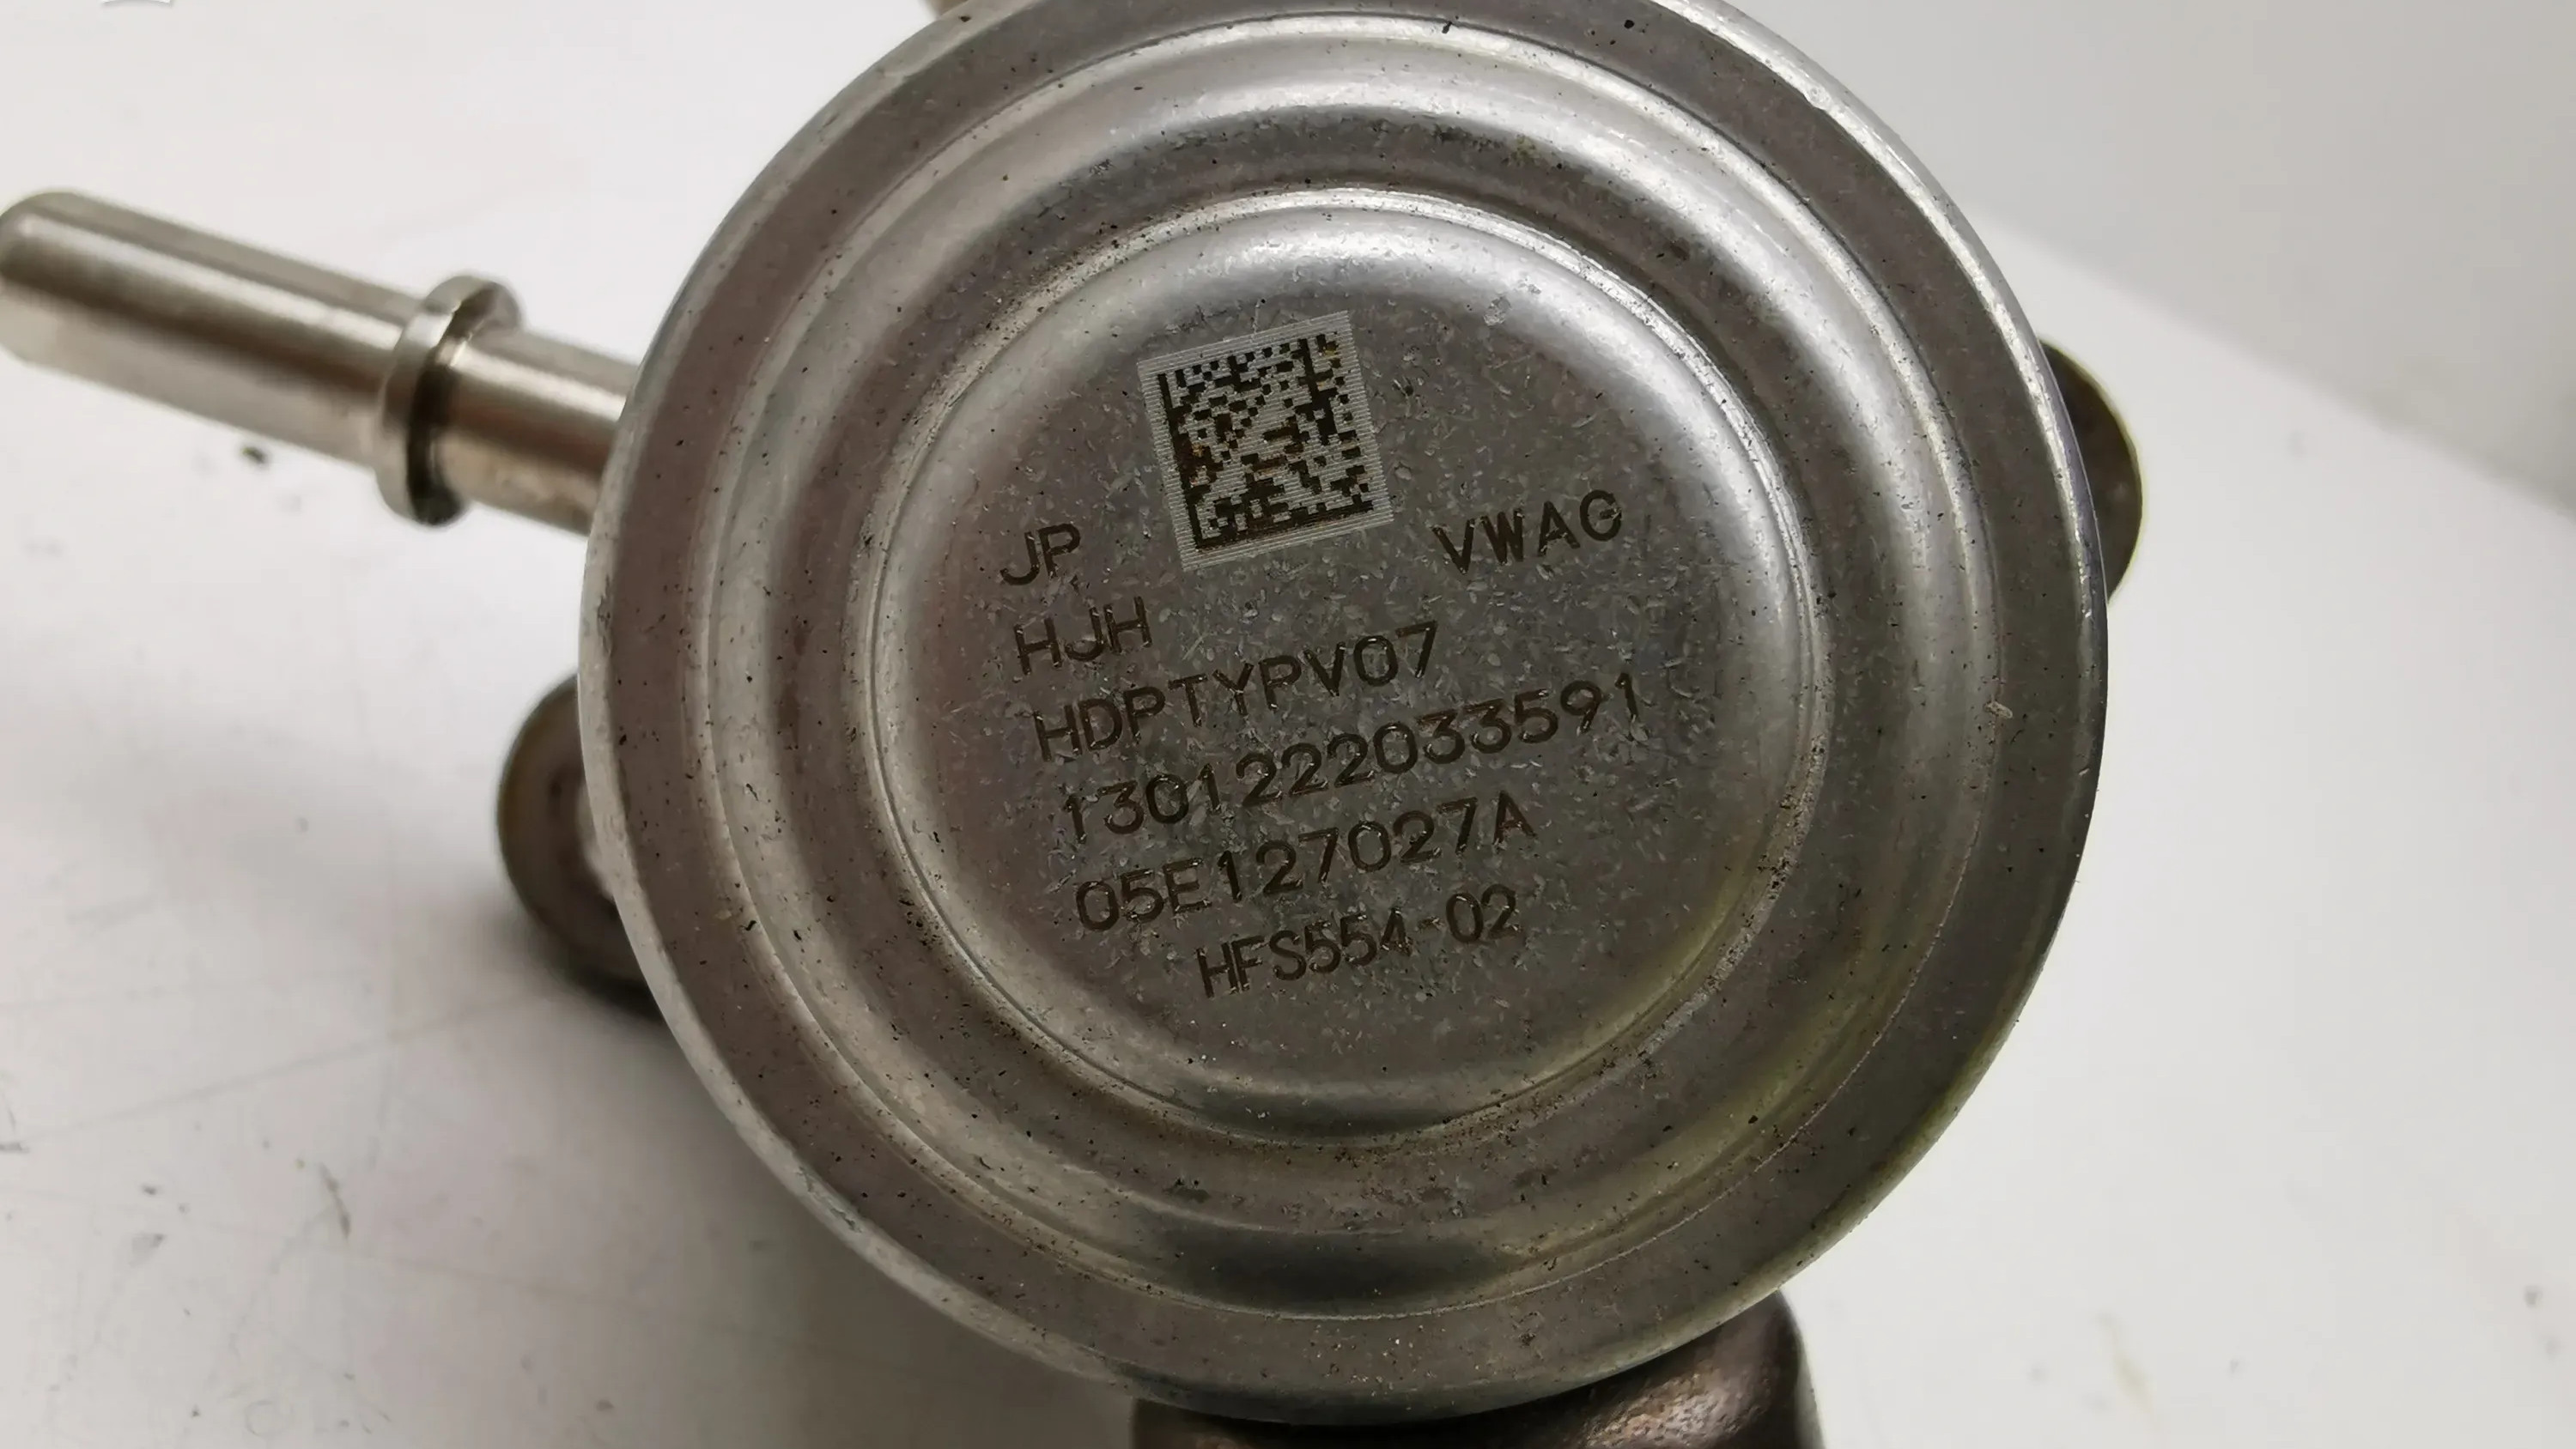 JP VWAG
HJH
HDPTYPV07
1301222033591
05E127027A
HFS554-02